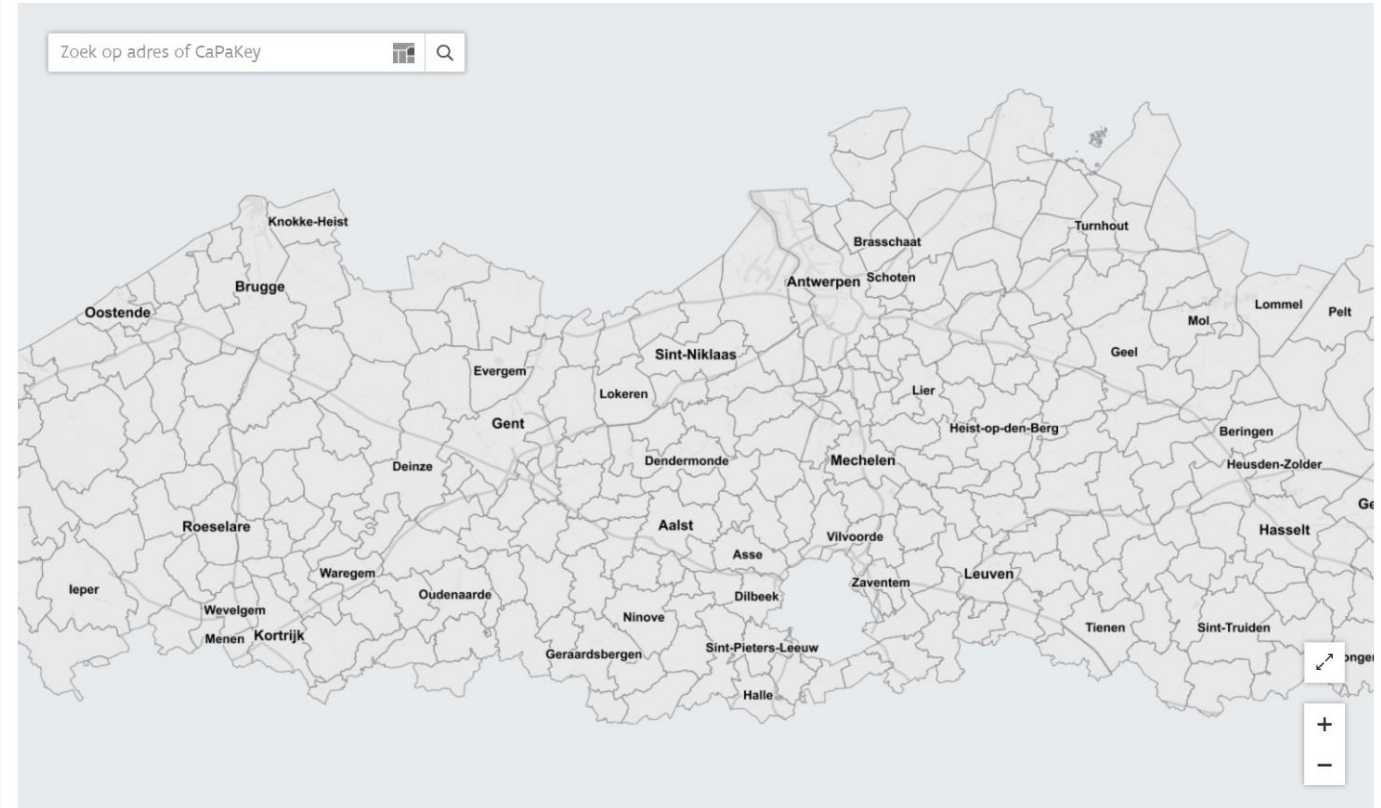 Zoek op adres of CaPaKey
Knokke-Heist
Turnhout
Brasschaat
Schoten
Antwerpen
Brugge
Lommel
Oostende
Pelt
Mol
Sint-Niklaas
Geel
Evergem
Lokeren
Lier
Gent
Heist-op-den-Berg
Beringen
Dendermonde
Mechelen
Heusden-Zolder
Deinze
Ge
Aalst
Roeselare
Hasselt
Vilvoorde
Asse
Waregem
Leuven
Zaventem
Ieper
Oudenaarde
Dilbeek
Wevelgem
Ninove
Tienen
Sint-Truiden
Menen
Kortrijk
Sint-Pieters-Leeuw
Geraardsbergen
onger
Halle
+
−